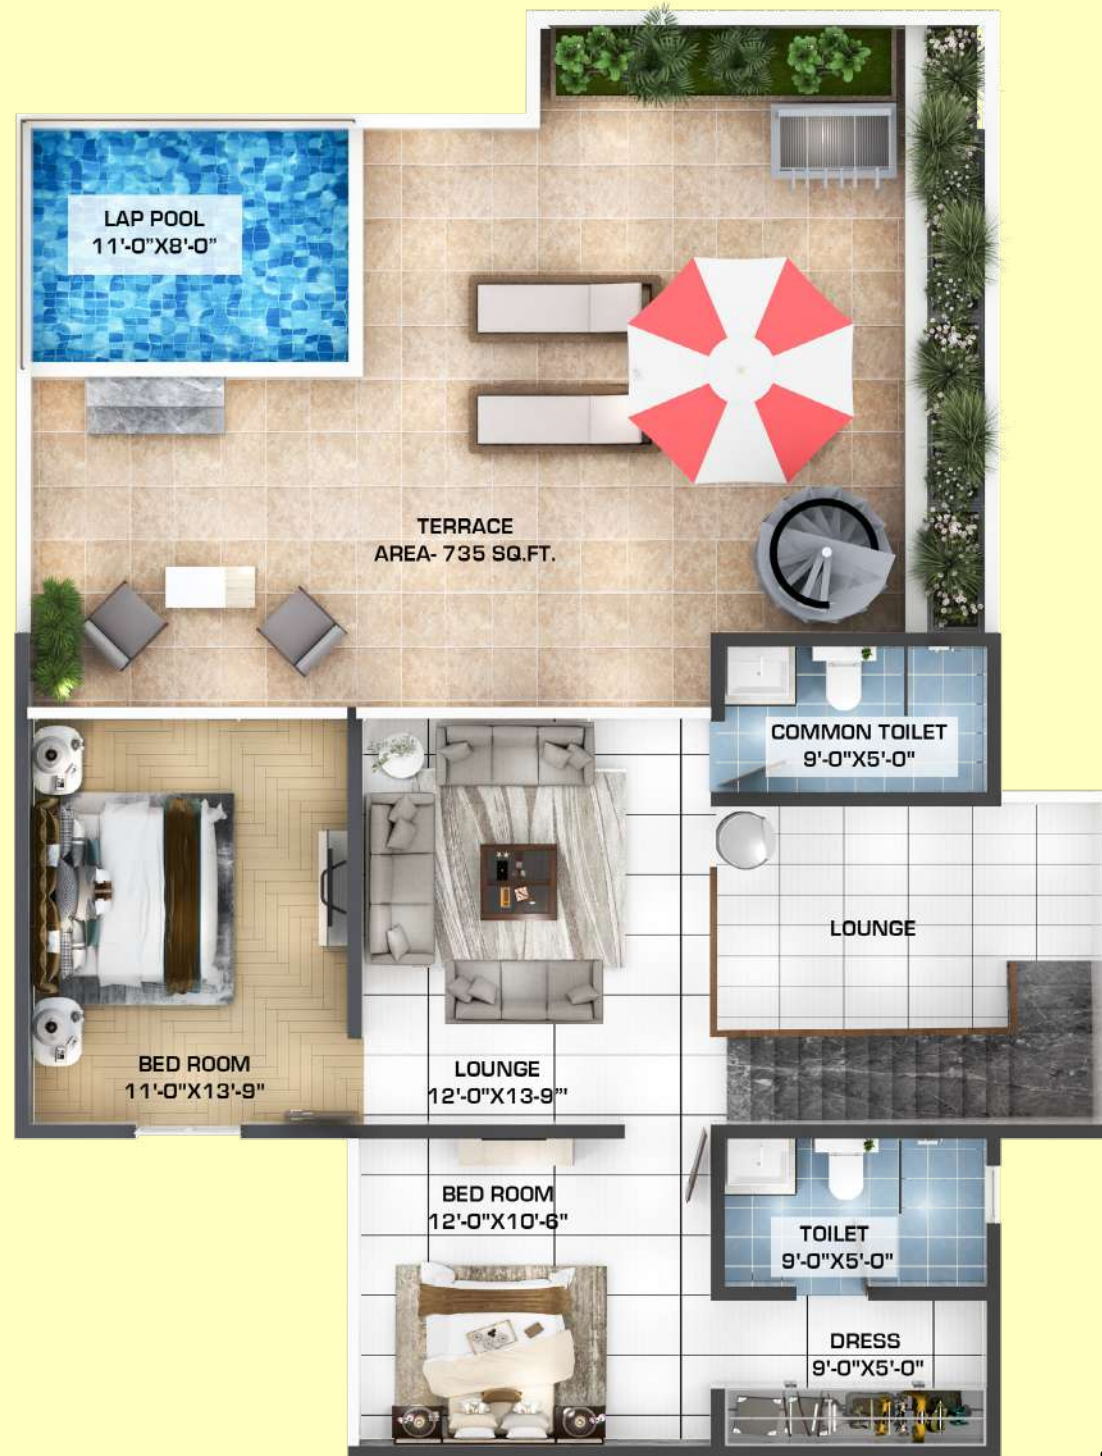 LAP POOL
11'-0"X8'-0"
TERRACE
AREA- 735 SQ.FT.
COMMON TOILET
9'-0"X5'-0"
LOUNGE
BED ROOM
11'-0"X13'-9"
LOUNGE
12'-0"X13-9"'
BED ROOM
12'-0"X10'-6"
TOILET
9'-0"X5'-0"
DRESS
9'-0"X5'-0"